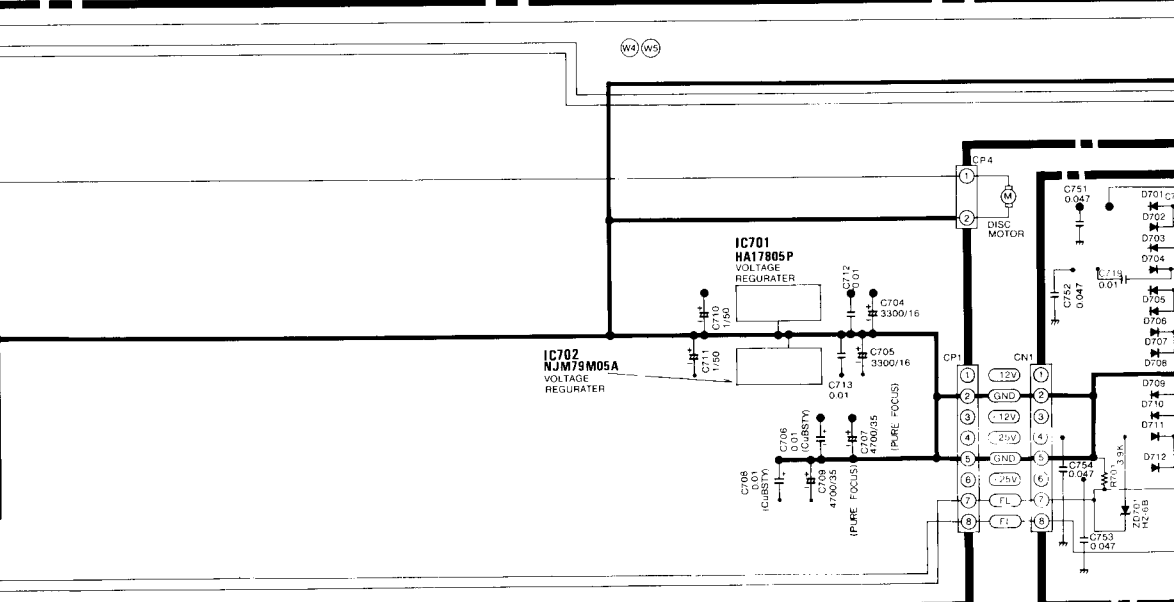 W4 W5
CP4
1
M
2
DISC
MOTOR
C751
0.047
D701
D702
D703
D704
C719
0.01
C752
0.047
D705
D706
D707
D708
IC701
HA17805P
VOLTAGE
REGURATER
C712
0.01
C704
3300/16
C710
1/50
C711
1/50
C705
3300/16
C713
0.01
IC702
NJM79M05A
VOLTAGE
REGURATER
CP1
CN1
1 12V 1
2 GND 2
3 12V 3
4 25V 4
5 GND 5
6 25V 6
7 FL 7
8 FL 8
C706
0.01
(CuBSTY)
C707
4700/35
(PURE FOCUS)
C708
0.01
(CuBSTY)
C709
4700/35
(PURE FOCUS)
D709
D710
D711
D712
C754
0.047
R701
3.9K
ZD701
HZ-6B
C753
0.047